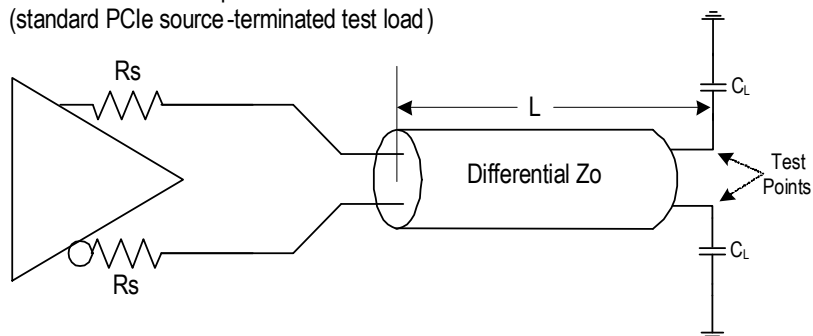 (standard PCIe source-terminated test load)
Rs
CL
L
Differential Zo
Test
Points
Rs
CL